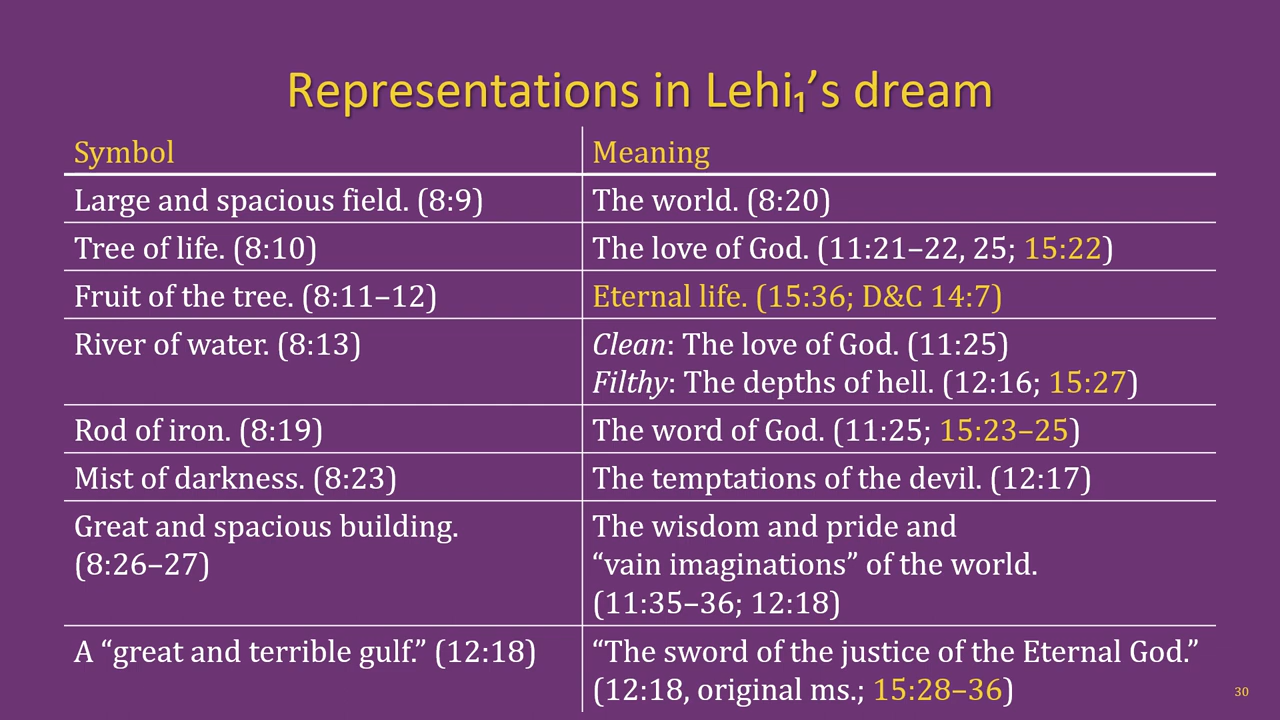 Representations in Lehi₁’s dream
Symbol Meaning
Large and spacious field. (8:9) The world. (8:20)
Tree of life. (8:10) The love of God. (11:21–22, 25; 15:22)
Fruit of the tree. (8:11–12) Eternal life. (15:36; D&C 14:7)
River of water. (8:13) Clean: The love of God. (11:25)
Filthy: The depths of hell. (12:16; 15:27)
Rod of iron. (8:19) The word of God. (11:25; 15:23–25)
Mist of darkness. (8:23) The temptations of the devil. (12:17)
Great and spacious building. The wisdom and pride and
(8:26–27) “vain imaginations” of the world.
(11:35–36; 12:18)
A “great and terrible gulf.” (12:18) “The sword of the justice of the Eternal God.”
(12:18, original ms.; 15:28–36)
30